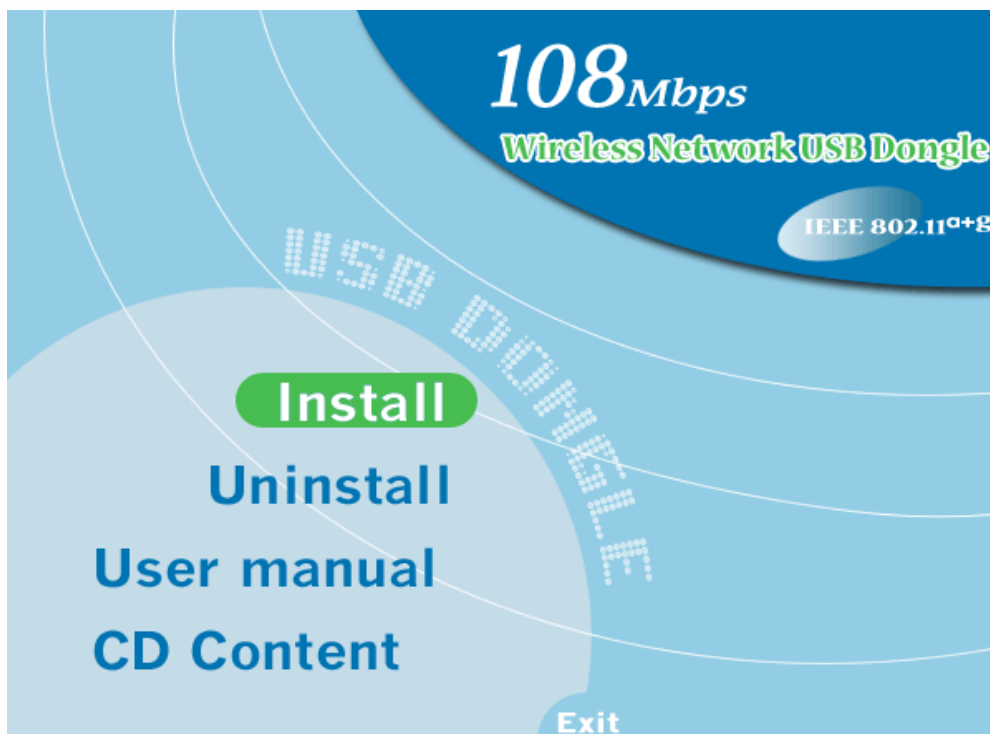 108Mbps
Wireless Network USB Dongle
IEEE 802.11a+g
USB DONGLE
Install
Uninstall
User manual
CD Content
Exit